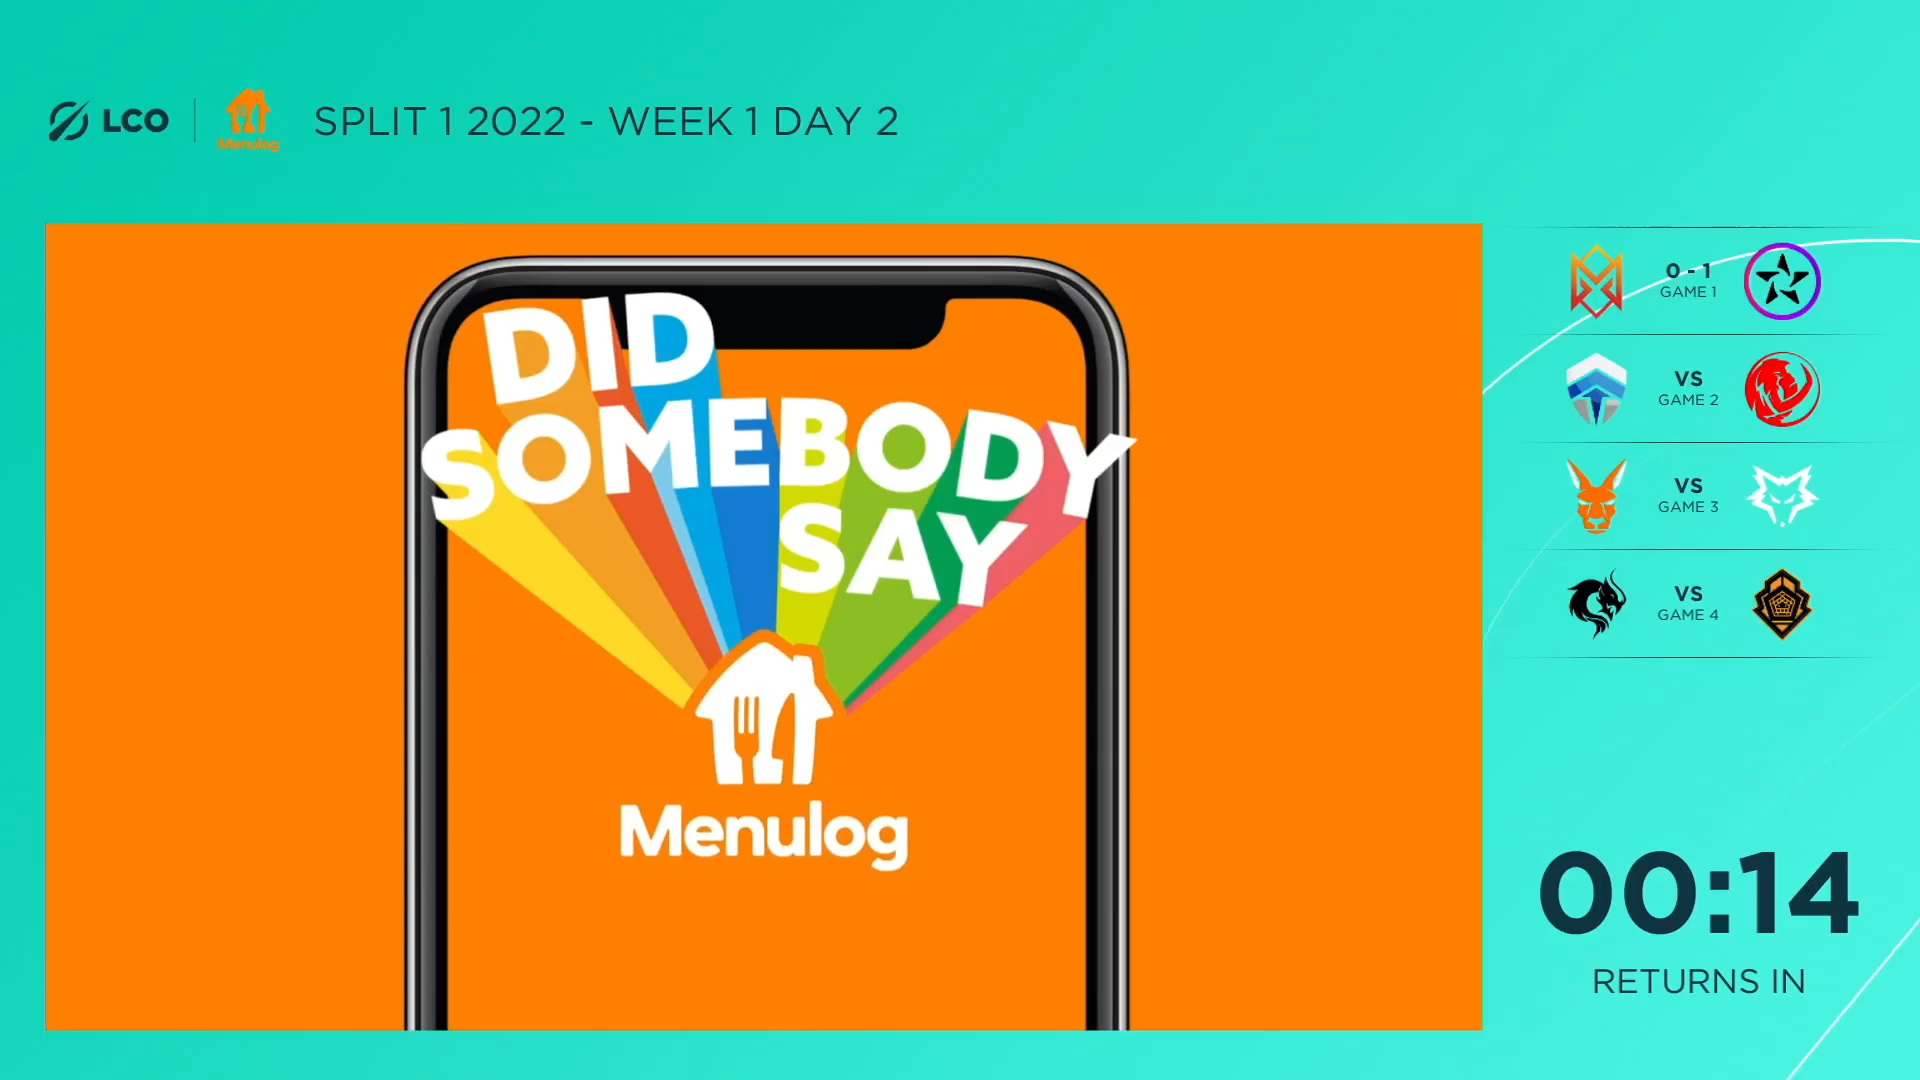 LCO
Menulog
SPLIT 1 2022 - WEEK 1 DAY 2
DID
SOMEBODY
SAY
Menulog
0 - 1
GAME 1
VS
GAME 2
VS
GAME 3
VS
GAME 4
00:14
RETURNS IN